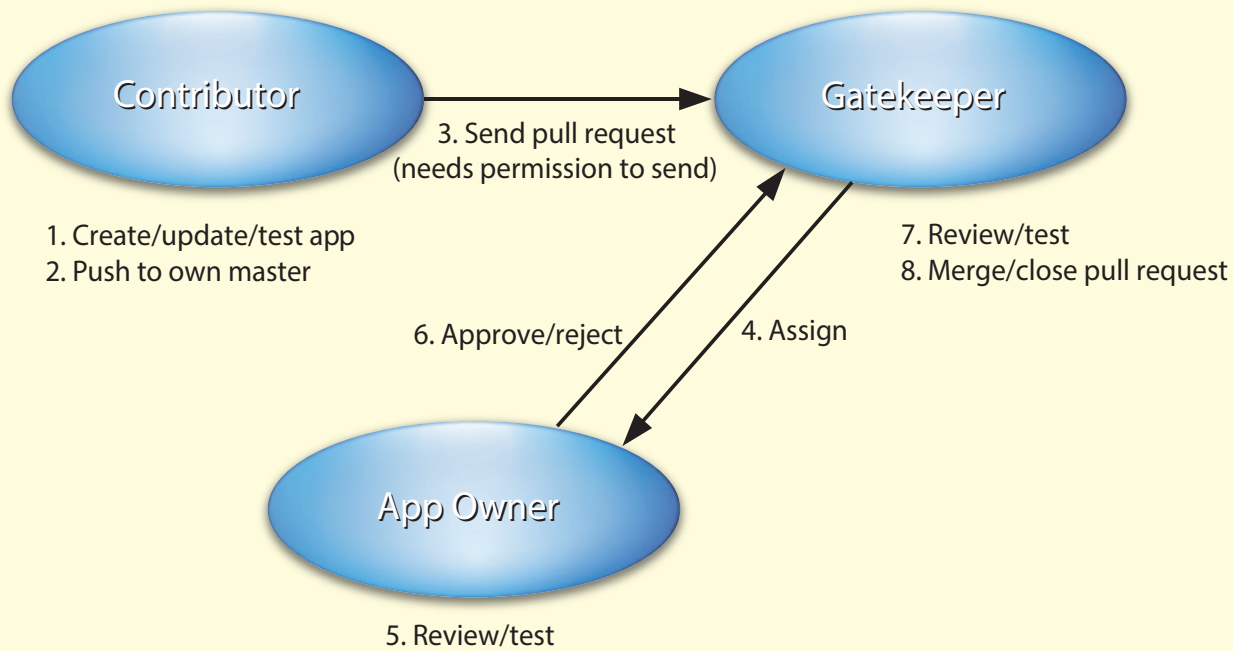 Contributor
Gatekeeper
3. Send pull request
(needs permission to send)
1. Create/update/test app
2. Push to own master
7. Review/test
8. Merge/close pull request
6. Approve/reject
4. Assign
App Owner
5. Review/test